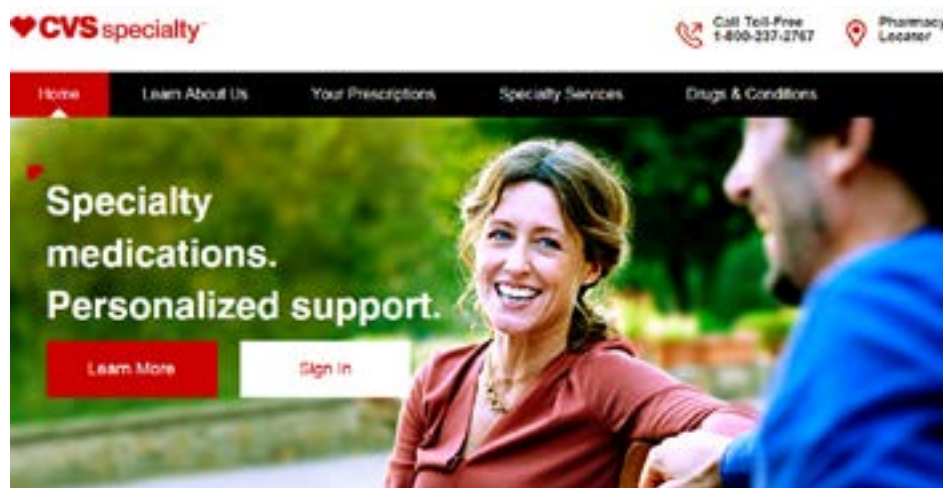 CVS specialty™
Call Toll-Free
1-800-237-2767
Pharmacy
Locator
Home Learn About Us Your Prescriptions Specialty Services Drugs & Conditions
Specialty
medications.
Personalized support.
Learn More Sign In